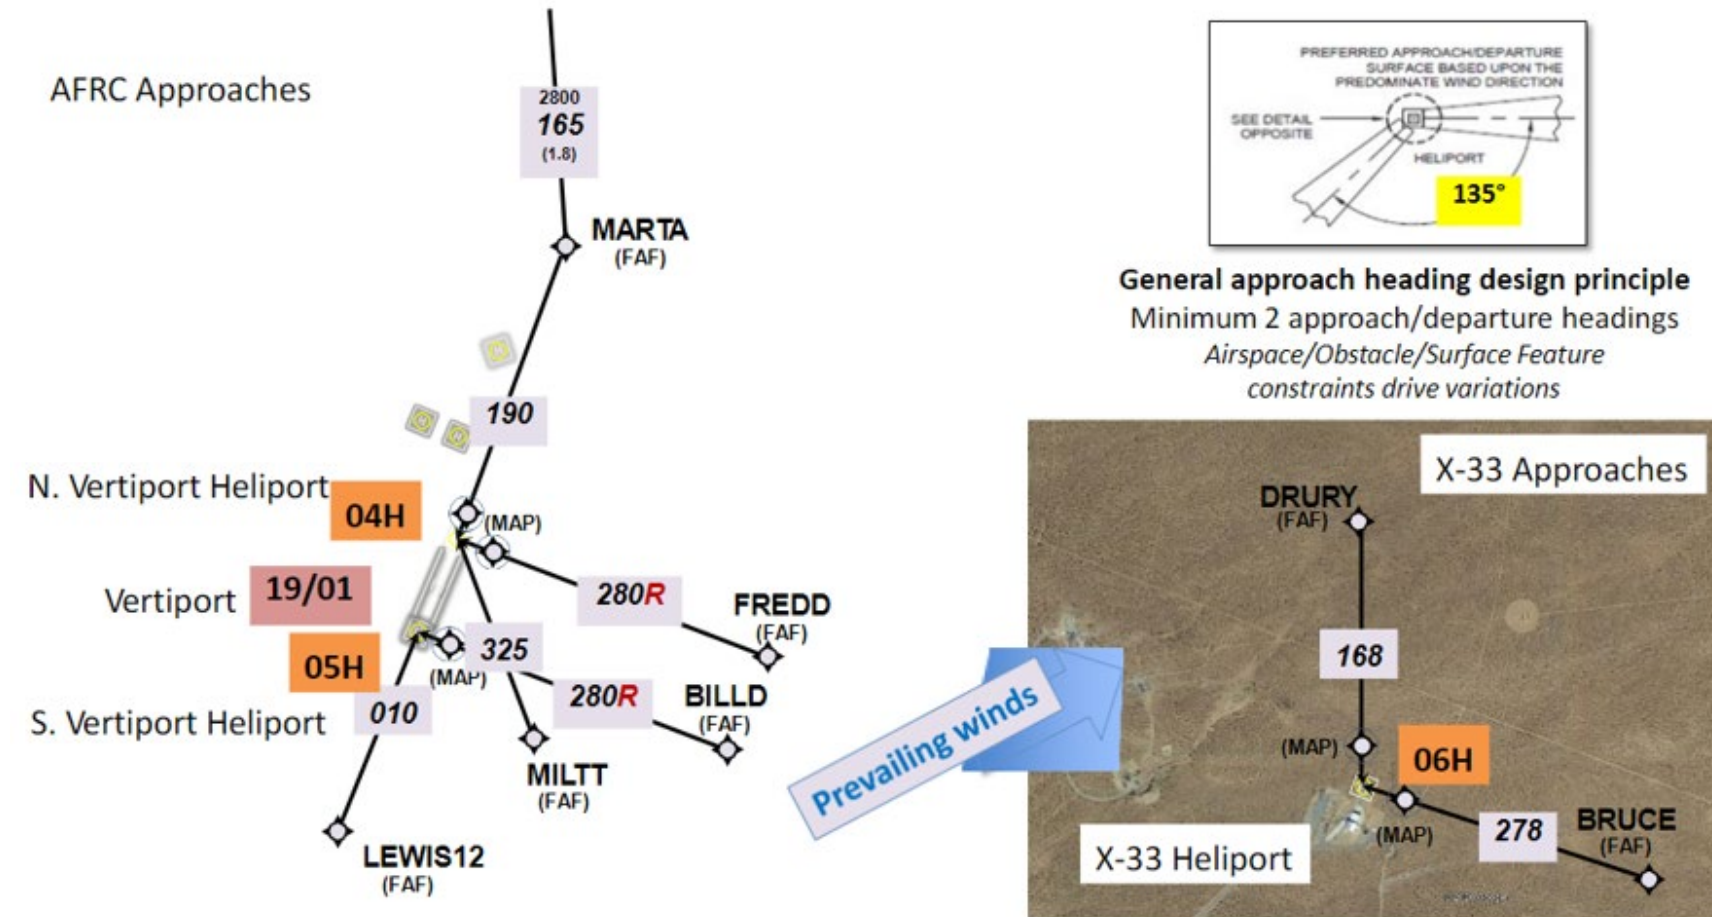 AFRC Approaches
2800
165
(1.8)
MARTA
(FAF)
190
N. Vertiport Heliport
04H
(MAP)
Vertiport
19/01
280R
FREDD
(FAF)
05H
(MAP)
325
S. Vertiport Heliport
010
280R
BILLD
(FAF)
MILTT
(FAF)
LEWIS12
(FAF)
PREFERRED APPROACH/DEPARTURE
SURFACE BASED UPON THE
PREDOMINATE WIND DIRECTION
SEE DETAIL
OPPOSITE
HELIPORT
135°
General approach heading design principle
Minimum 2 approach/departure headings
Airspace/Obstacle/Surface Feature
constraints drive variations
Prevailing winds
X-33 Approaches
DRURY
(FAF)
168
(MAP)
06H
(MAP)
278
BRUCE
(FAF)
X-33 Heliport